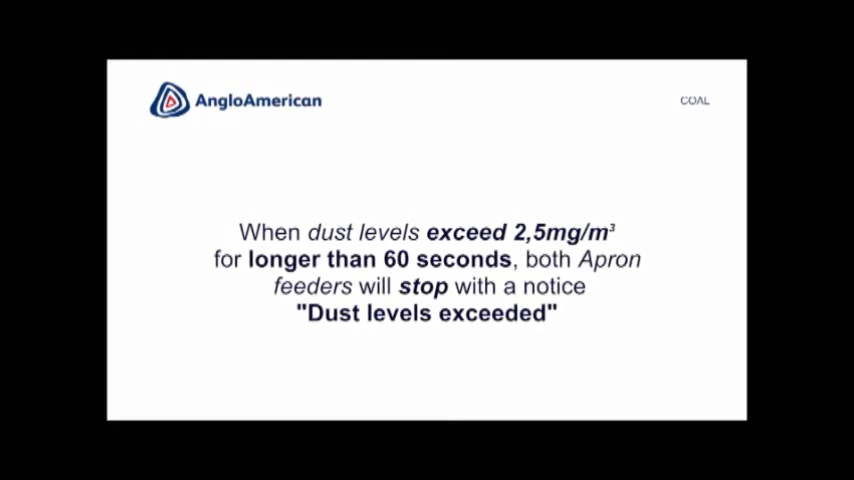 AngloAmerican
COAL
When dust levels exceed 2,5mg/m³
for longer than 60 seconds, both Apron
feeders will stop with a notice
"Dust levels exceeded"